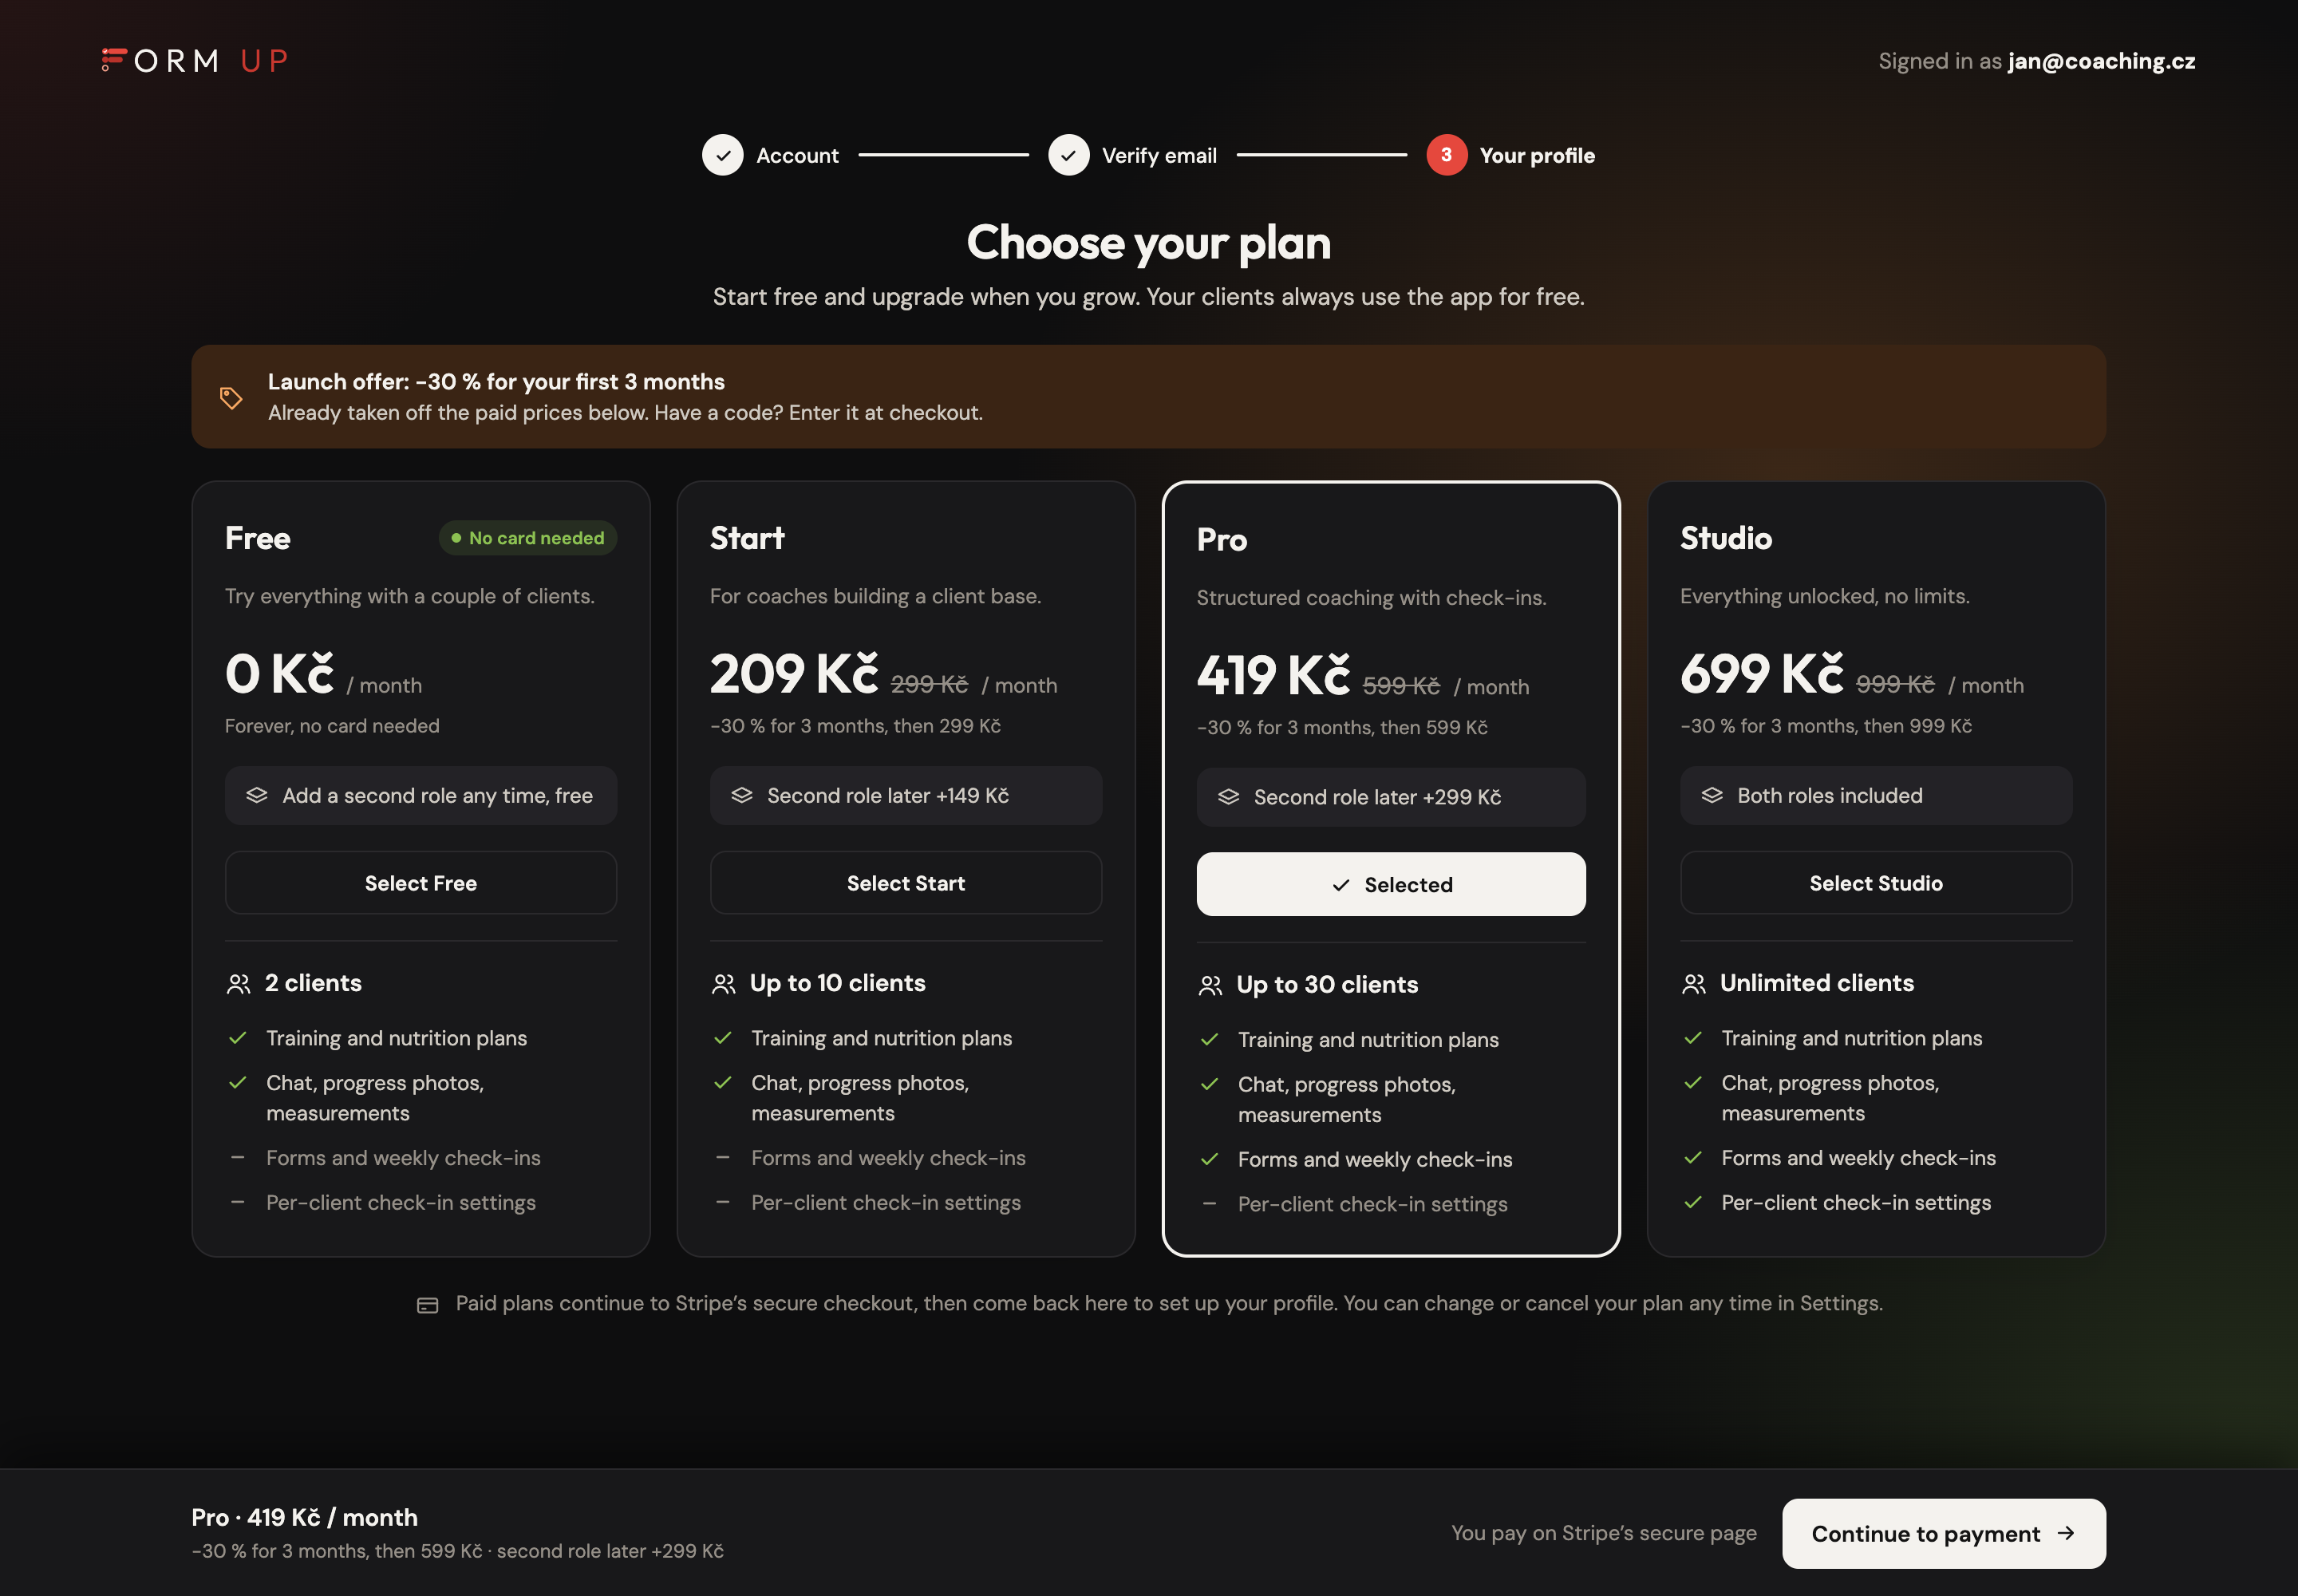 FORM UP
Signed in as jan@coaching.cz
Account
Verify email
3 Your profile
Choose your plan
Start free and upgrade when you grow. Your clients always use the app for free.
Launch offer: -30 % for your first 3 months
Already taken off the paid prices below. Have a code? Enter it at checkout.
Free
No card needed
Try everything with a couple of clients.
0 Kč / month
Forever, no card needed
Add a second role any time, free
Select Free
2 clients
Training and nutrition plans
Chat, progress photos,
measurements
Forms and weekly check-ins
Per-client check-in settings
Start
For coaches building a client base.
209 Kč 299 Kč / month
-30 % for 3 months, then 299 Kč
Second role later +149 Kč
Select Start
Up to 10 clients
Training and nutrition plans
Chat, progress photos,
measurements
Forms and weekly check-ins
Per-client check-in settings
Pro
Structured coaching with check-ins.
419 Kč 599 Kč / month
-30 % for 3 months, then 599 Kč
Second role later +299 Kč
Selected
Up to 30 clients
Training and nutrition plans
Chat, progress photos,
measurements
Forms and weekly check-ins
Per-client check-in settings
Studio
Everything unlocked, no limits.
699 Kč 999 Kč / month
-30 % for 3 months, then 999 Kč
Both roles included
Select Studio
Unlimited clients
Training and nutrition plans
Chat, progress photos,
measurements
Forms and weekly check-ins
Per-client check-in settings
Paid plans continue to Stripe’s secure checkout, then come back here to set up your profile. You can change or cancel your plan any time in Settings.
Pro · 419 Kč / month
-30 % for 3 months, then 599 Kč · second role later +299 Kč
You pay on Stripe’s secure page
Continue to payment →